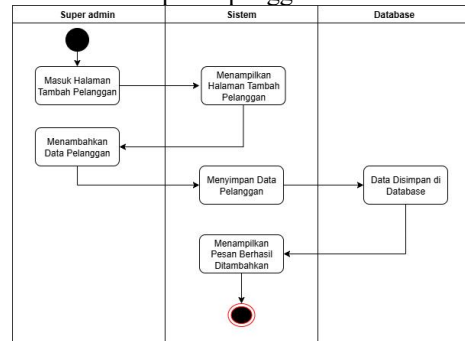 Super admin
Sistem
Database
Masuk Halaman
Tambah Pelanggan
Menampilkan
Halaman Tambah
Pelanggan
Menambahkan
Data Pelanggan
Menyimpan Data
Pelanggan
Data Disimpan di
Database
Menampilkan
Pesan Berhasil
Ditambahkan